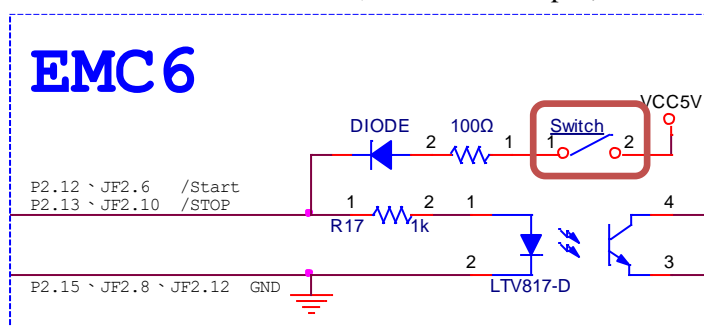 EMC6
VCC5V
DIODE 2 100Ω 1 Switch
1 2
P2.12、JF2.6 /Start
P2.13、JF2.10 /STOP
1 2 1 4
R17 1k
2 3
P2.15、JF2.8、JF2.12 GND LTV817-D